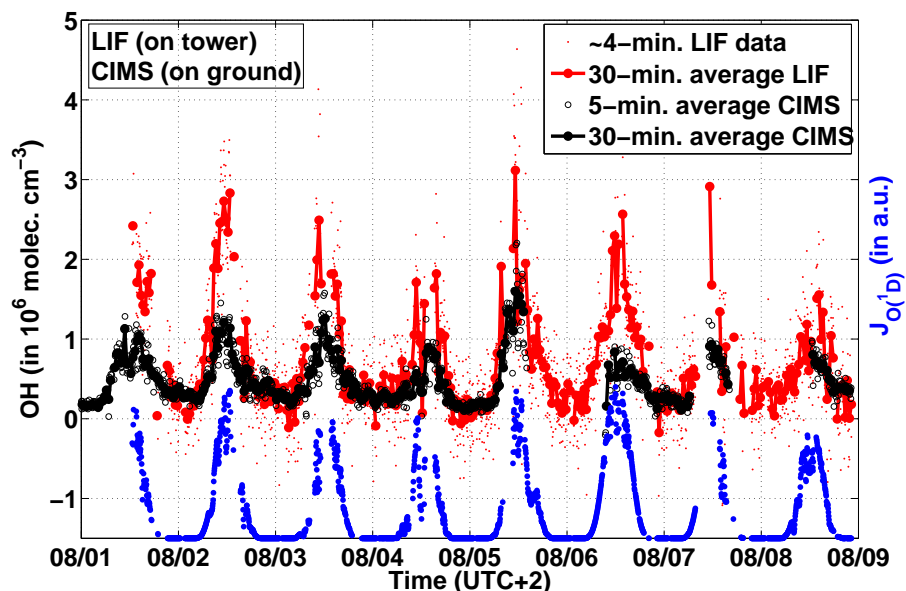 LIF (on tower)
CIMS (on ground)
~4−min. LIF data
30−min. average LIF
5−min. average CIMS
30−min. average CIMS
OH (in 10⁶ molec. cm⁻³)
5
4
3
2
1
0
−1
J_O(¹D) (in a.u.)
08/01 08/02 08/03 08/04 08/05 08/06 08/07 08/08 08/09
Time (UTC+2)